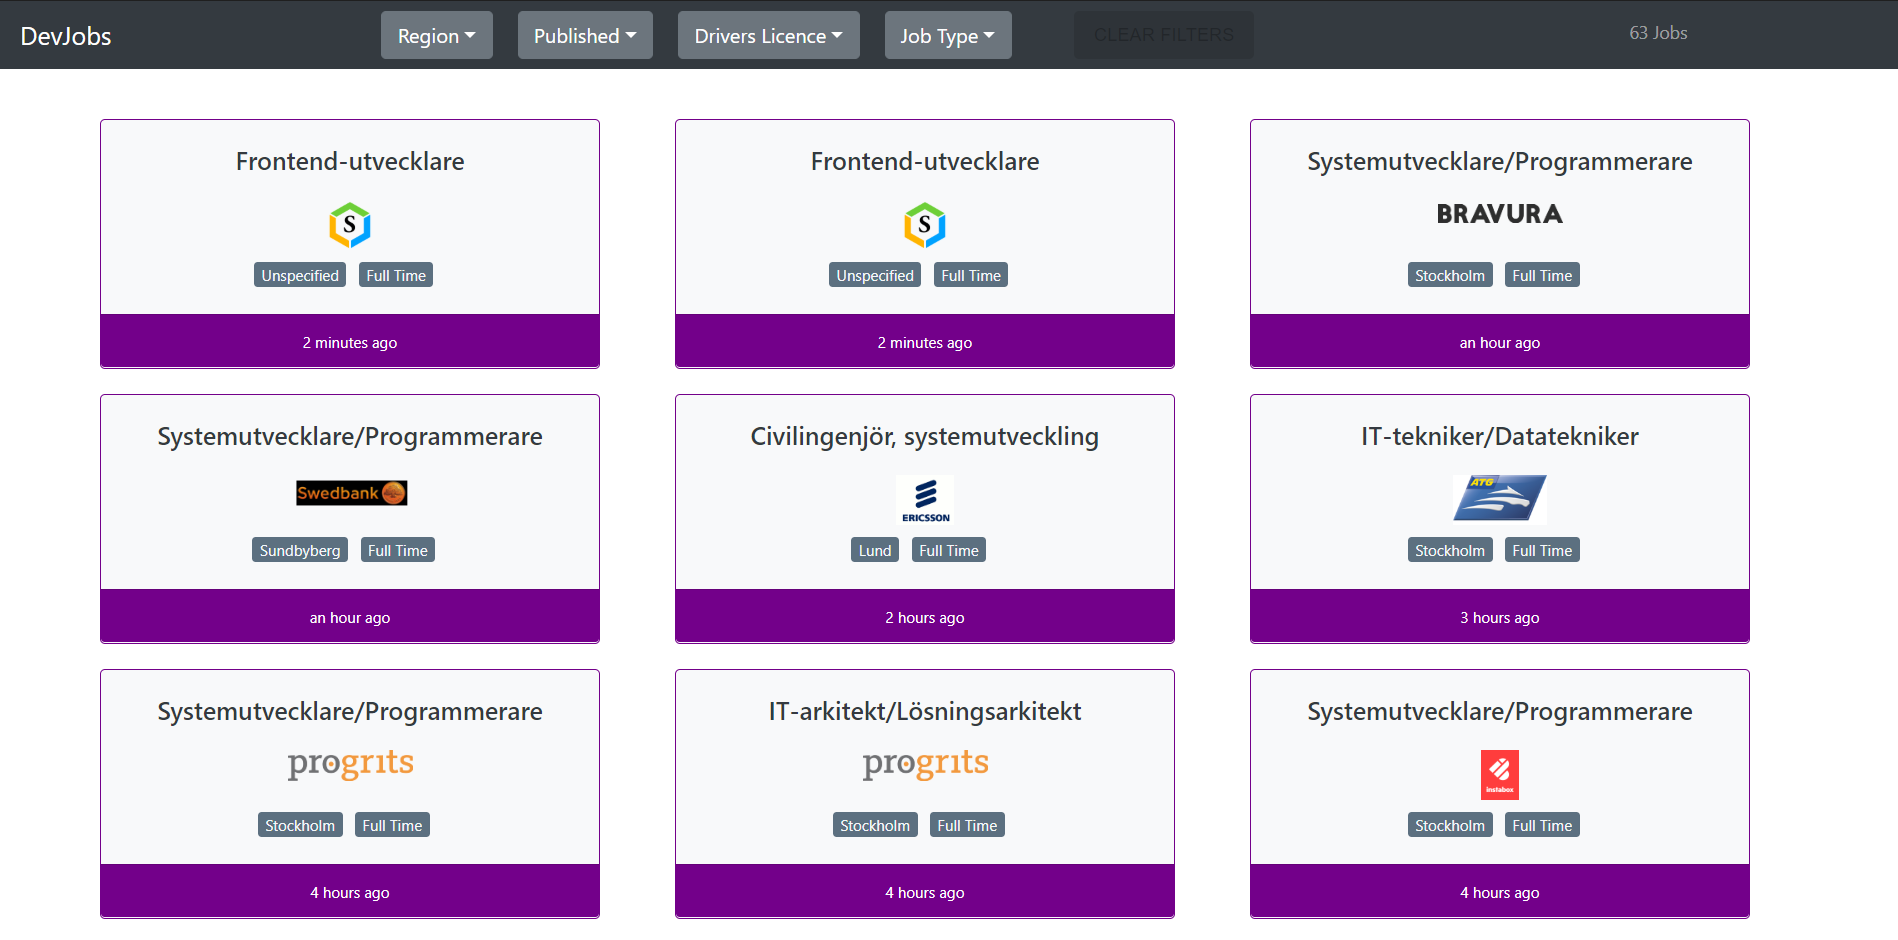 DevJobs Region Published Drivers Licence Job Type CLEAR FILTERS 63 Jobs
Frontend-utvecklare
S
Unspecified Full Time
2 minutes ago
Frontend-utvecklare
S
Unspecified Full Time
2 minutes ago
Systemutvecklare/Programmerare
BRAVURA
Stockholm Full Time
an hour ago
Systemutvecklare/Programmerare
Swedbank
Sundbyberg Full Time
an hour ago
Civilingenjör, systemutveckling
ERICSSON
Lund Full Time
2 hours ago
IT-tekniker/Datatekniker
ATG
Stockholm Full Time
3 hours ago
Systemutvecklare/Programmerare
progrits
Stockholm Full Time
4 hours ago
IT-arkitekt/Lösningsarkitekt
progrits
Stockholm Full Time
4 hours ago
Systemutvecklare/Programmerare
instabox
Stockholm Full Time
4 hours ago